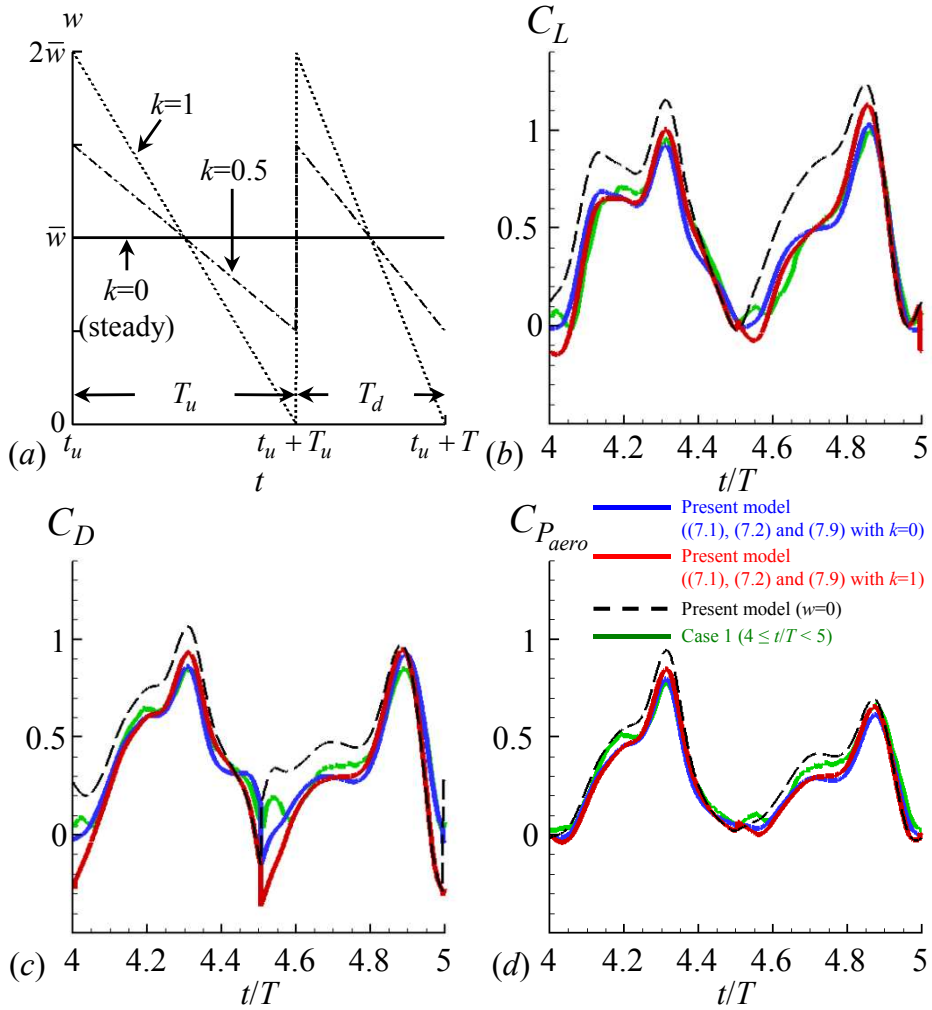 w
2w̅
k=1
k=0.5
w̅
k=0
(steady)
T_u
T_d
0
t_u
t_u + T_u
t_u + T
(a)
t
C_L
1
0.5
0
4
4.2
4.4
4.6
4.8
5
(b)
t/T
C_D
1
0.5
0
4
4.2
4.4
4.6
4.8
5
(c)
t/T
C_{P_{aero}}
Present model
((7.1), (7.2) and (7.9) with k=0)
Present model
((7.1), (7.2) and (7.9) with k=1)
Present model (w=0)
Case 1 (4 ≤ t/T < 5)
1
0.5
0
4
4.2
4.4
4.6
4.8
5
(d)
t/T